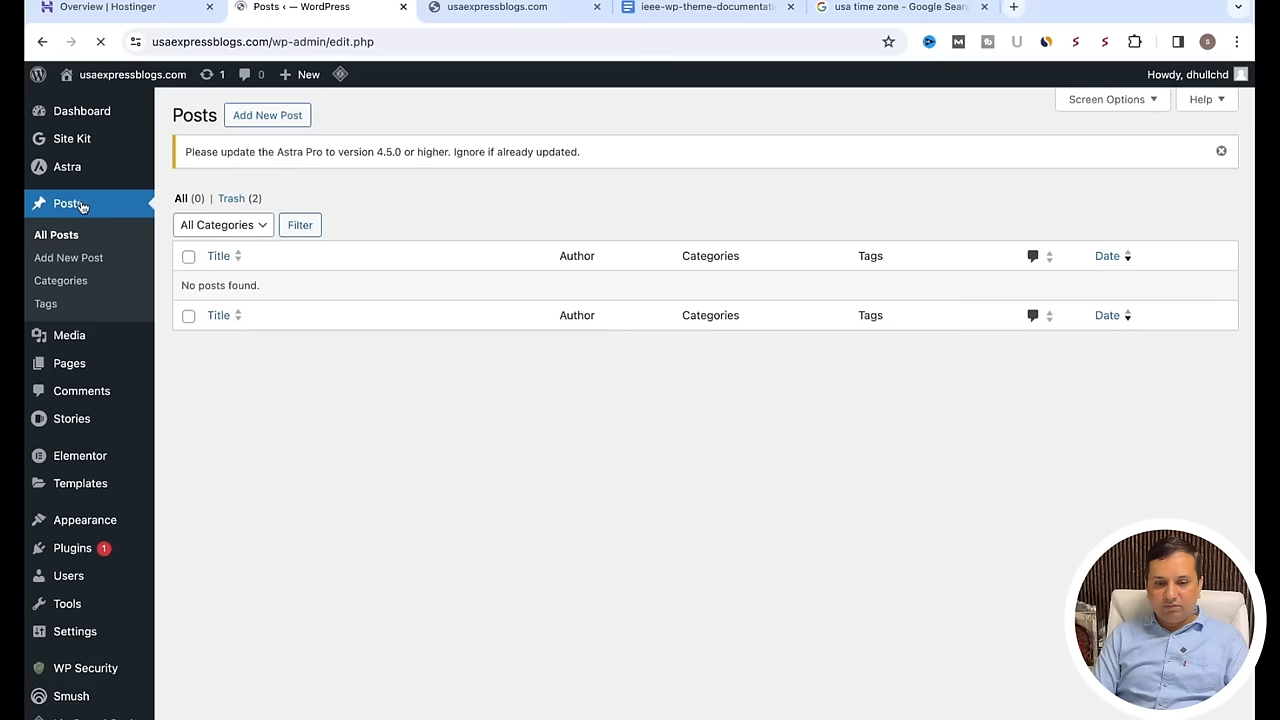 Overview | Hostinger
Posts ‹ — WordPress
usaexpressblogs.com
ieee-wp-theme-documentati
usa time zone - Google Sear
usaexpressblogs.com/wp-admin/edit.php
usaexpressblogs.com
1
0
New
Howdy, dhullchd
Dashboard
Site Kit
Astra
Posts
All Posts
Add New Post
Categories
Tags
Media
Pages
Comments
Stories
Elementor
Templates
Appearance
Plugins 1
Users
Tools
Settings
WP Security
Smush
Posts
Add New Post
Screen Options
Help
Please update the Astra Pro to version 4.5.0 or higher. Ignore if already updated.
All (0) | Trash (2)
All Categories
Filter
Title Author Categories Tags Date
No posts found.
Title Author Categories Tags Date